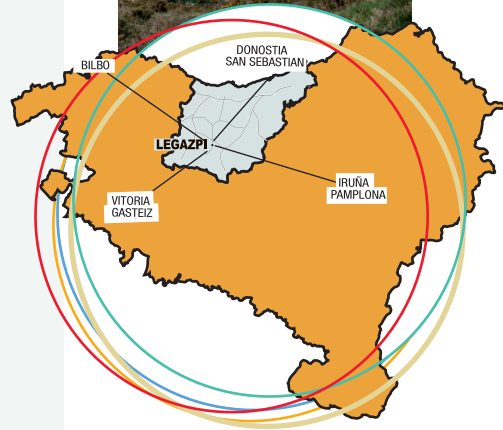 BILBO
DONOSTIA
SAN SEBASTIAN
LEGAZPI
VITORIA
GASTEIZ
IRUÑA
PAMPLONA